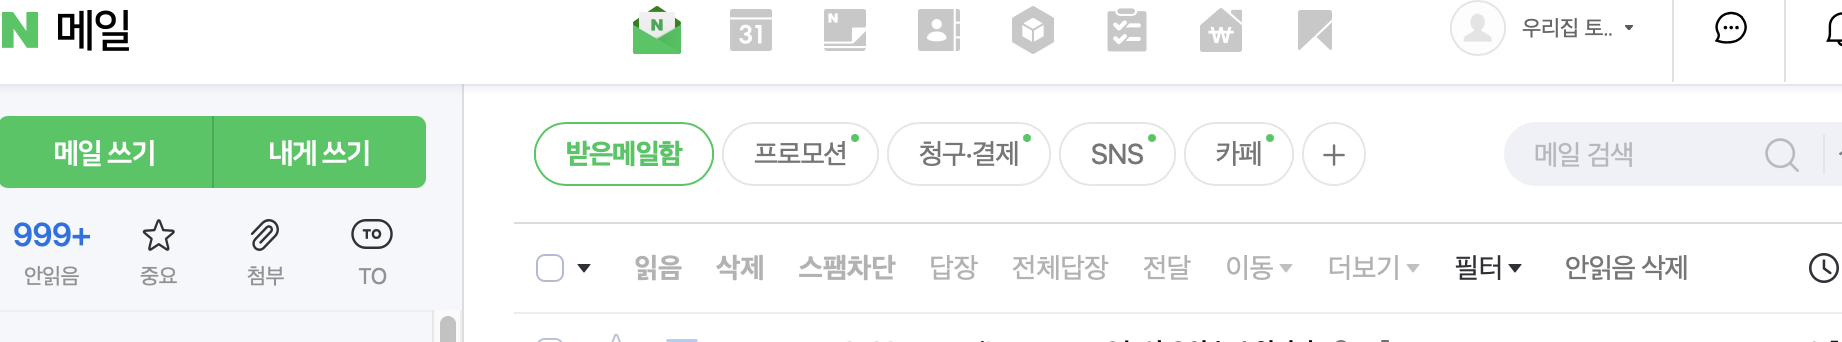 N 메일
N 31 N ₩
우리집 토..
메일 쓰기 내게 쓰기
받은메일함 프로모션 청구·결제 SNS 카페 +
메일 검색
999+ TO
안읽음 중요 첨부 TO
읽음 삭제 스팸차단 답장 전체답장 전달 이동 더보기 필터 안읽음 삭제